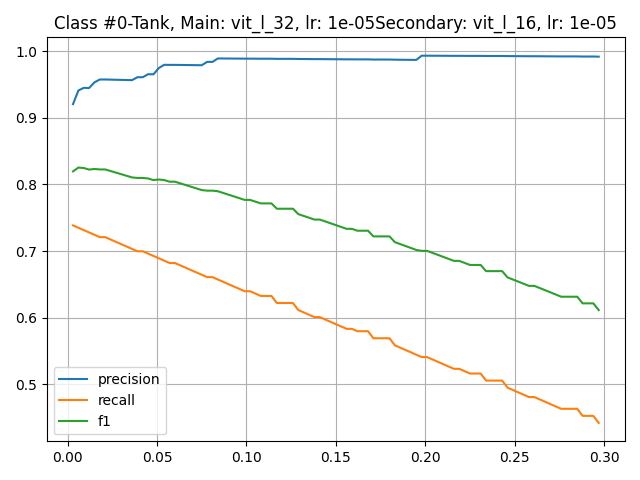 Class #0-Tank, Main: vit_l_32, lr: 1e-05Secondary: vit_l_16, lr: 1e-05
1.0
0.9
0.8
0.7
0.6
0.5
precision
recall
f1
0.00 0.05 0.10 0.15 0.20 0.25 0.30